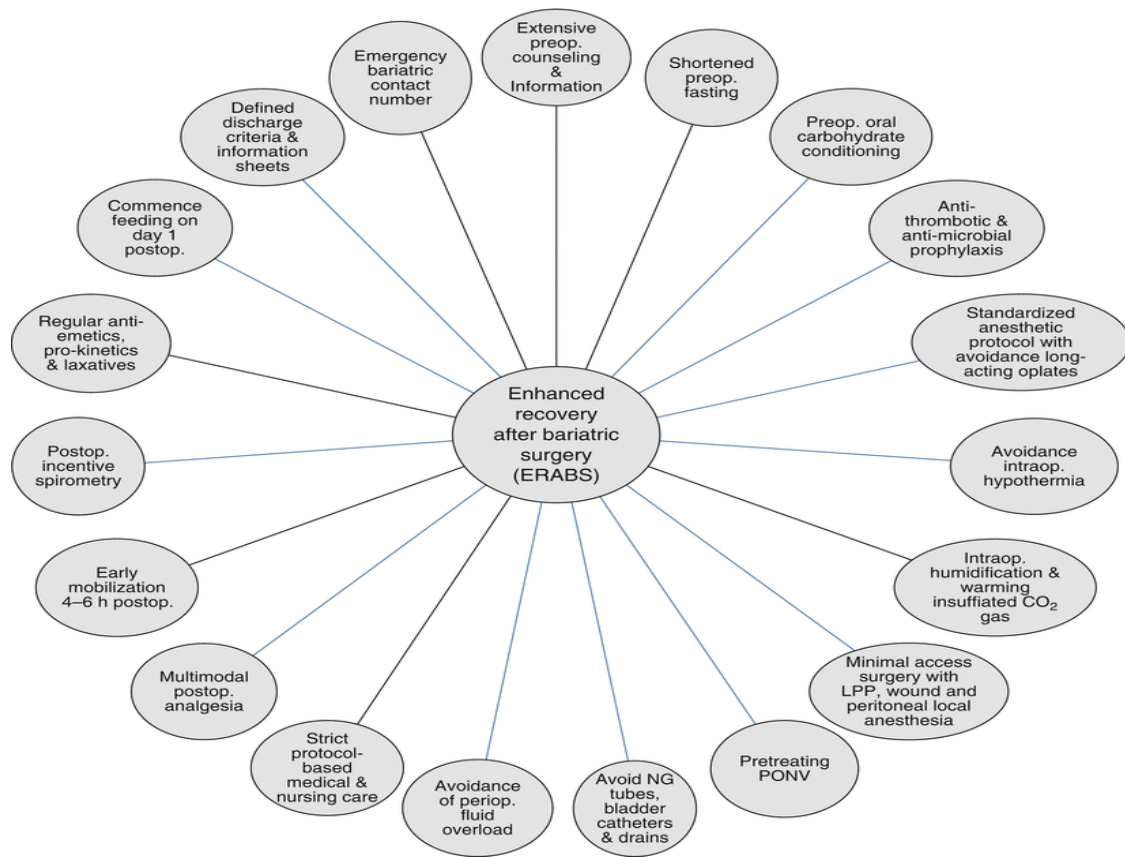 Extensive
preop.
counseling
&
Information
Shortened
preop.
fasting
Preop. oral
carbohydrate
conditioning
Anti-
thrombotic &
anti-microbial
prophylaxis
Standardized
anesthetic
protocol with
avoidance long-
acting oplates
Avoidance
intraop.
hypothermia
Intraop.
humidification &
warming
insuffiated CO₂
gas
Minimal access
surgery with
LPP, wound and
peritoneal local
anesthesia
Pretreating
PONV
Avoid NG
tubes,
bladder
catheters
& drains
Avoidance
of periop.
fluid
overload
Strict
protocol-
based
medical &
nursing care
Multimodal
postop.
analgesia
Early
mobilization
4–6 h postop.
Postop.
incentive
spirometry
Regular anti-
emetics,
pro-kinetics
& laxatives
Commence
feeding on
day 1
postop.
Defined
discharge
criteria &
information
sheets
Emergency
bariatric
contact
number
Enhanced
recovery
after bariatric
surgery
(ERABS)